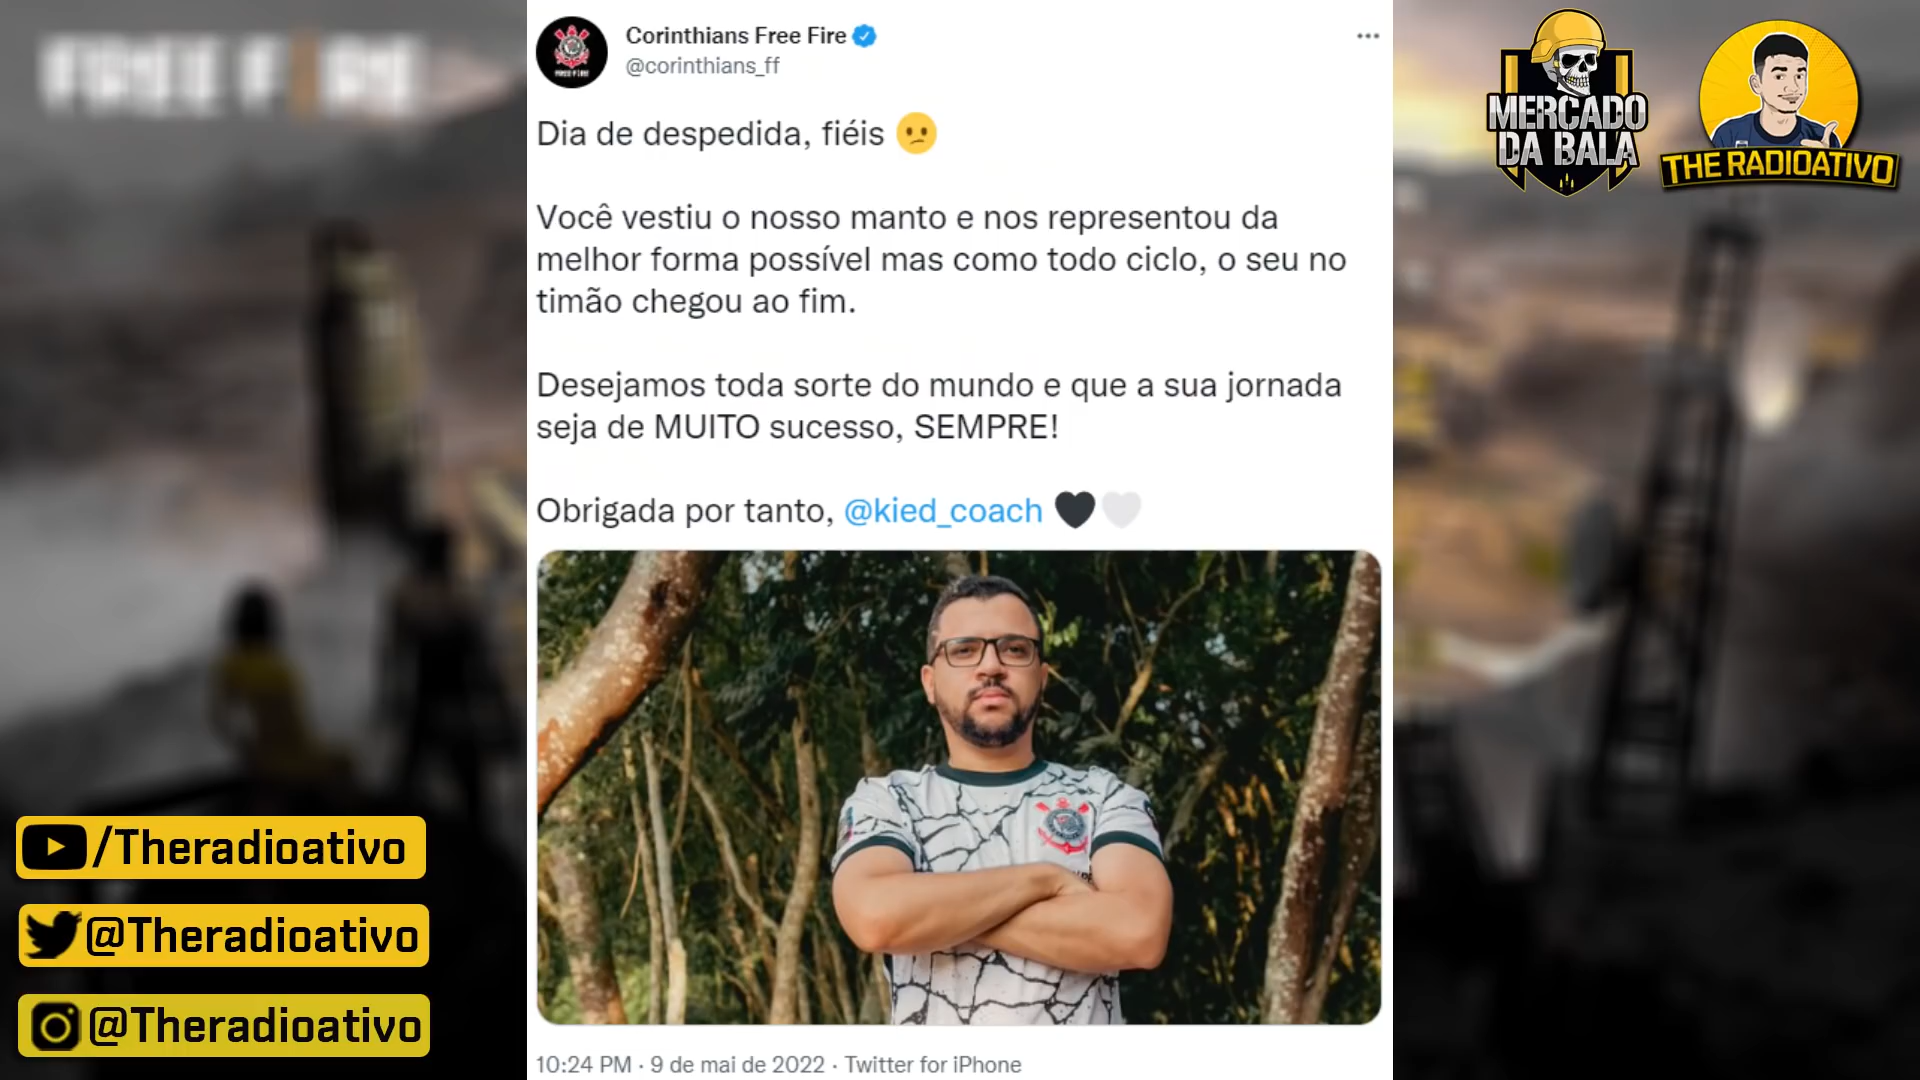 FREE FIRE
Corinthians Free Fire
@corinthians_ff
Dia de despedida, fiéis
Você vestiu o nosso manto e nos representou da
melhor forma possível mas como todo ciclo, o seu no
timão chegou ao fim.
Desejamos toda sorte do mundo e que a sua jornada
seja de MUITO sucesso, SEMPRE!
Obrigada por tanto, @kied_coach
10:24 PM · 9 de mai de 2022 · Twitter for iPhone
MERCADO
DA BALA
THE RADIOATIVO
/Theradioativo
@Theradioativo
@Theradioativo